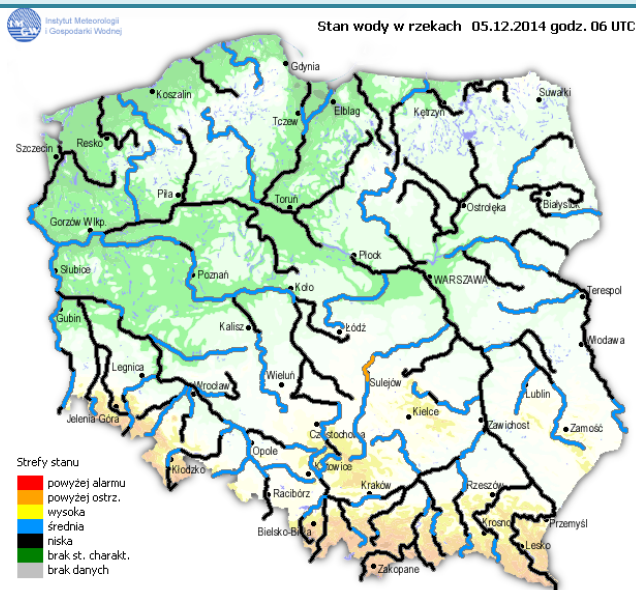 IMGW
Instytut Meteorologii
i Gospodarki Wodnej
Stan wody w rzekach 05.12.2014 godz. 06 UTC
Gdynia
Koszalin
Suwałki
Elbląg
Kętrzyn
Tczew
Resko
Szczecin
Piła
Toruń
Białystok
Ostrołęka
Gorzów Wlkp.
Płock
Słubice
Poznań
WARSZAWA
Koło
Terespol
Gubin
Kalisz
Łódź
Włodawa
Legnica
Wieluń
Sulejów
Wrocław
Lublin
Jelenia Góra
Kielce
Częstochowa
Zawichost
Zamość
Opole
Strefy stanu
Kłodzko
Katowice
powyżej alarmu
Racibórz
Kraków
Rzeszów
powyżej ostrz.
wysoka
Krosno
Przemyśl
średnia
Bielsko-Biała
niska
Lesko
brak st. charakt.
Zakopane
brak danych